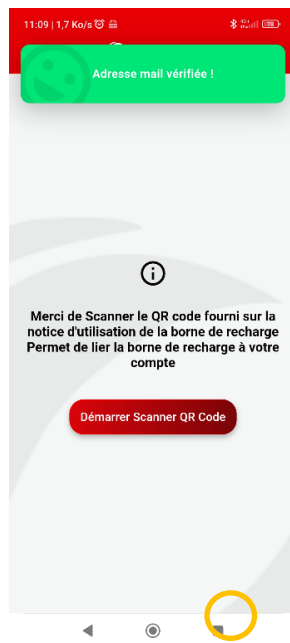 11:09 | 1,7 Ko/s
Adresse mail vérifiée !
Merci de Scanner le QR code fourni sur la
notice d'utilisation de la borne de recharge
Permet de lier la borne de recharge à votre
compte
Démarrer Scanner QR Code